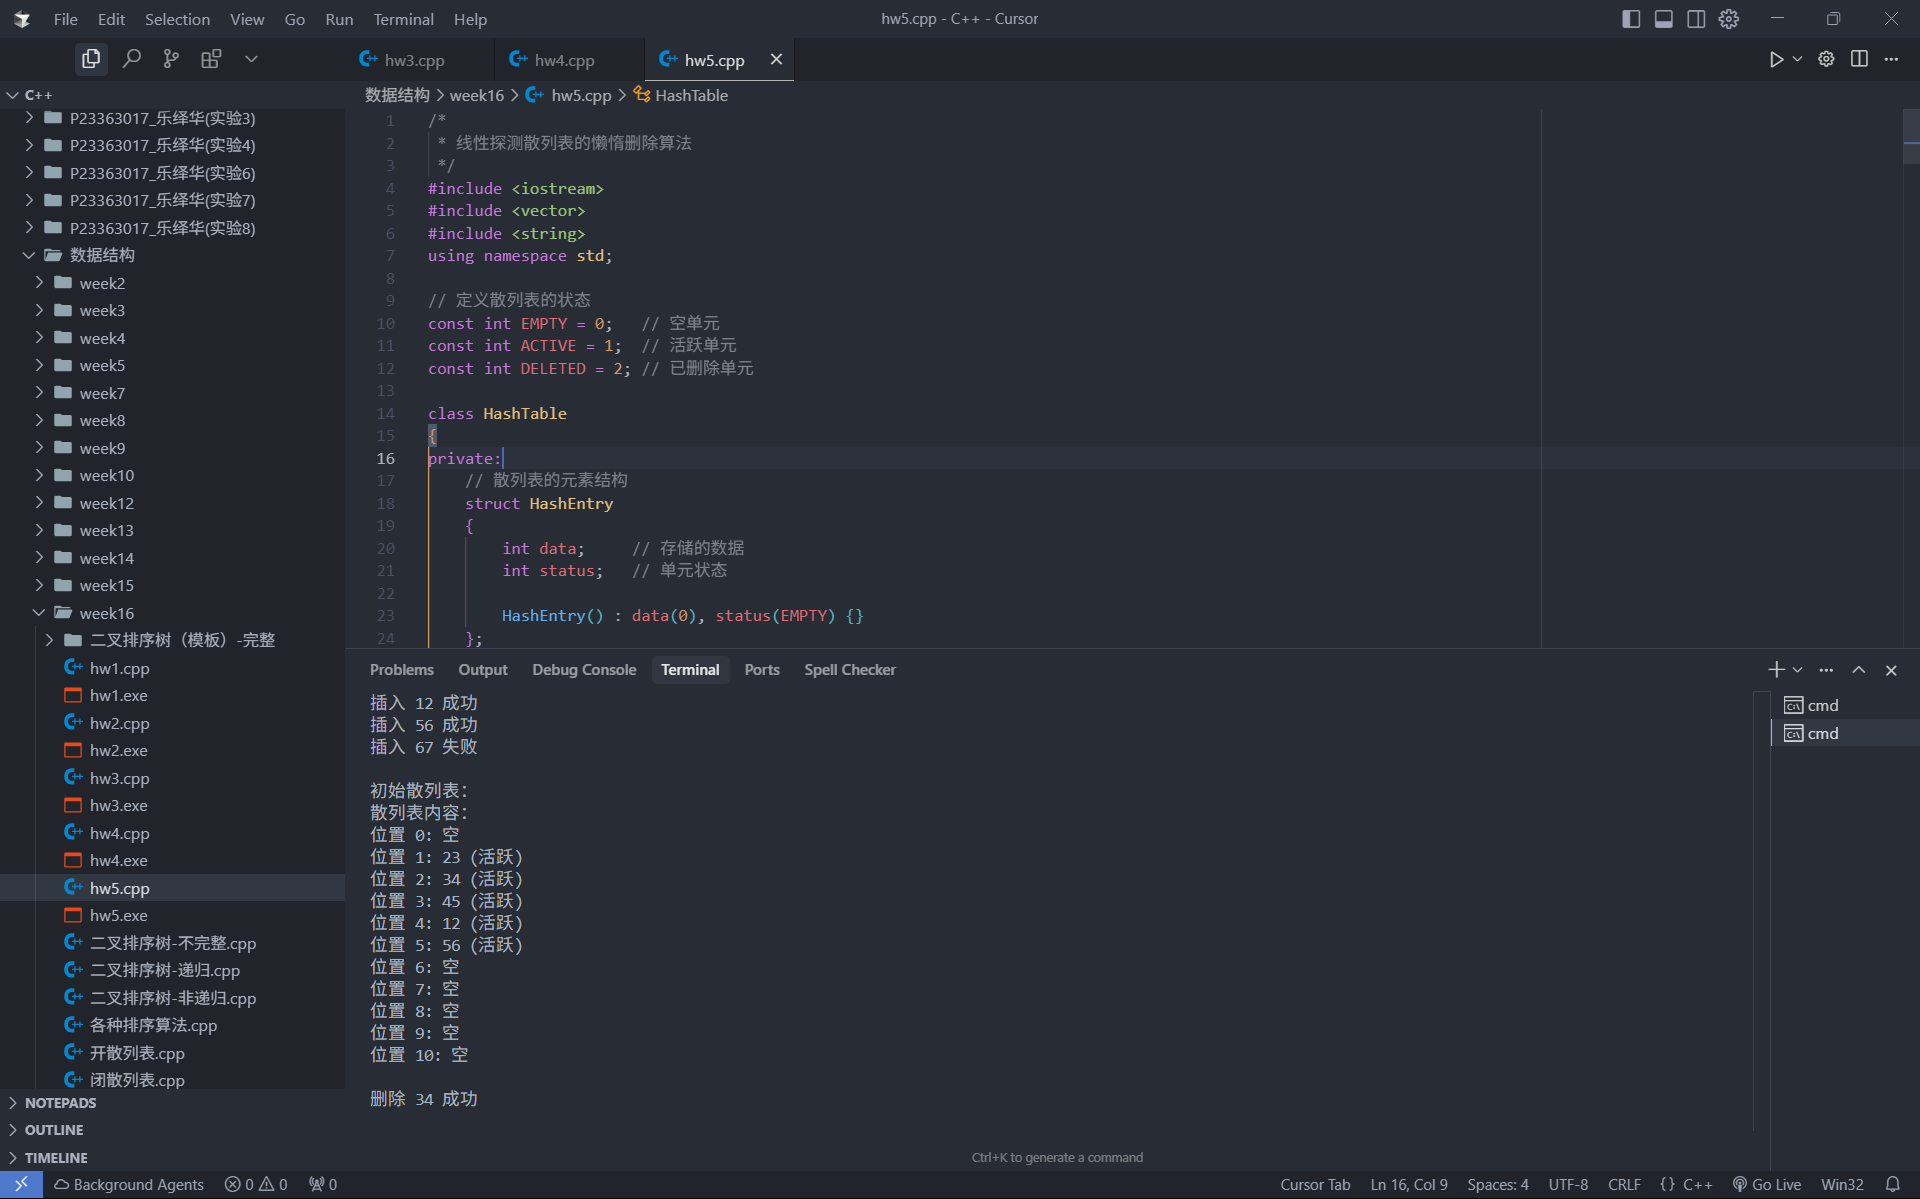 File Edit Selection View Go Run Terminal Help
hw5.cpp - C++ - Cursor
hw3.cpp hw4.cpp hw5.cpp
C++
P23363017_乐绎华(实验3)
P23363017_乐绎华(实验4)
P23363017_乐绎华(实验6)
P23363017_乐绎华(实验7)
P23363017_乐绎华(实验8)
数据结构
week2
week3
week4
week5
week7
week8
week9
week10
week12
week13
week14
week15
week16
二叉排序树（模板）-完整
hw1.cpp
hw1.exe
hw2.cpp
hw2.exe
hw3.cpp
hw3.exe
hw4.cpp
hw4.exe
hw5.cpp
hw5.exe
二叉排序树-不完整.cpp
二叉排序树-递归.cpp
二叉排序树-非递归.cpp
各种排序算法.cpp
开散列表.cpp
闭散列表.cpp
NOTEPADS
OUTLINE
TIMELINE
数据结构 > week16 > hw5.cpp > HashTable
1 /*
2 * 线性探测散列表的懒惰删除算法
3 */
4 #include <iostream>
5 #include <vector>
6 #include <string>
7 using namespace std;
8
9 // 定义散列表的状态
10 const int EMPTY = 0; // 空单元
11 const int ACTIVE = 1; // 活跃单元
12 const int DELETED = 2; // 已删除单元
13
14 class HashTable
15 {
16 private:
17 // 散列表的元素结构
18 struct HashEntry
19 {
20 int data; // 存储的数据
21 int status; // 单元状态
22
23 HashEntry() : data(0), status(EMPTY) {}
24 };
Problems Output Debug Console Terminal Ports Spell Checker
插入 12 成功
插入 56 成功
插入 67 失败
初始散列表：
散列表内容：
位置 0: 空
位置 1: 23 (活跃)
位置 2: 34 (活跃)
位置 3: 45 (活跃)
位置 4: 12 (活跃)
位置 5: 56 (活跃)
位置 6: 空
位置 7: 空
位置 8: 空
位置 9: 空
位置 10: 空
删除 34 成功
cmd
cmd
Ctrl+K to generate a command
Background Agents 0 0 0
Cursor Tab Ln 16, Col 9 Spaces: 4 UTF-8 CRLF {} C++ Go Live Win32